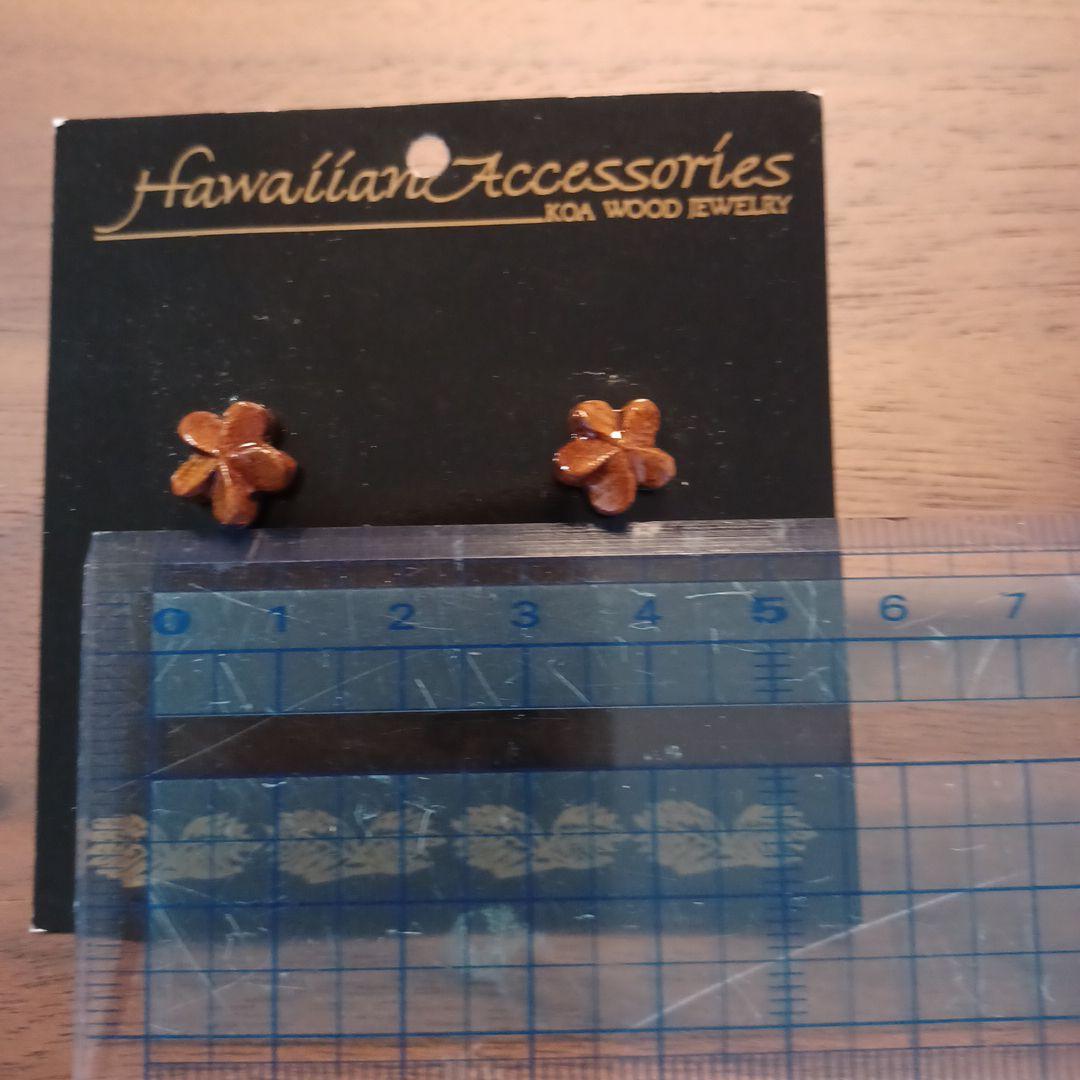 Hawaiian Accessories
KOA WOOD JEWELRY
0 1 2 3 4 5 6 7